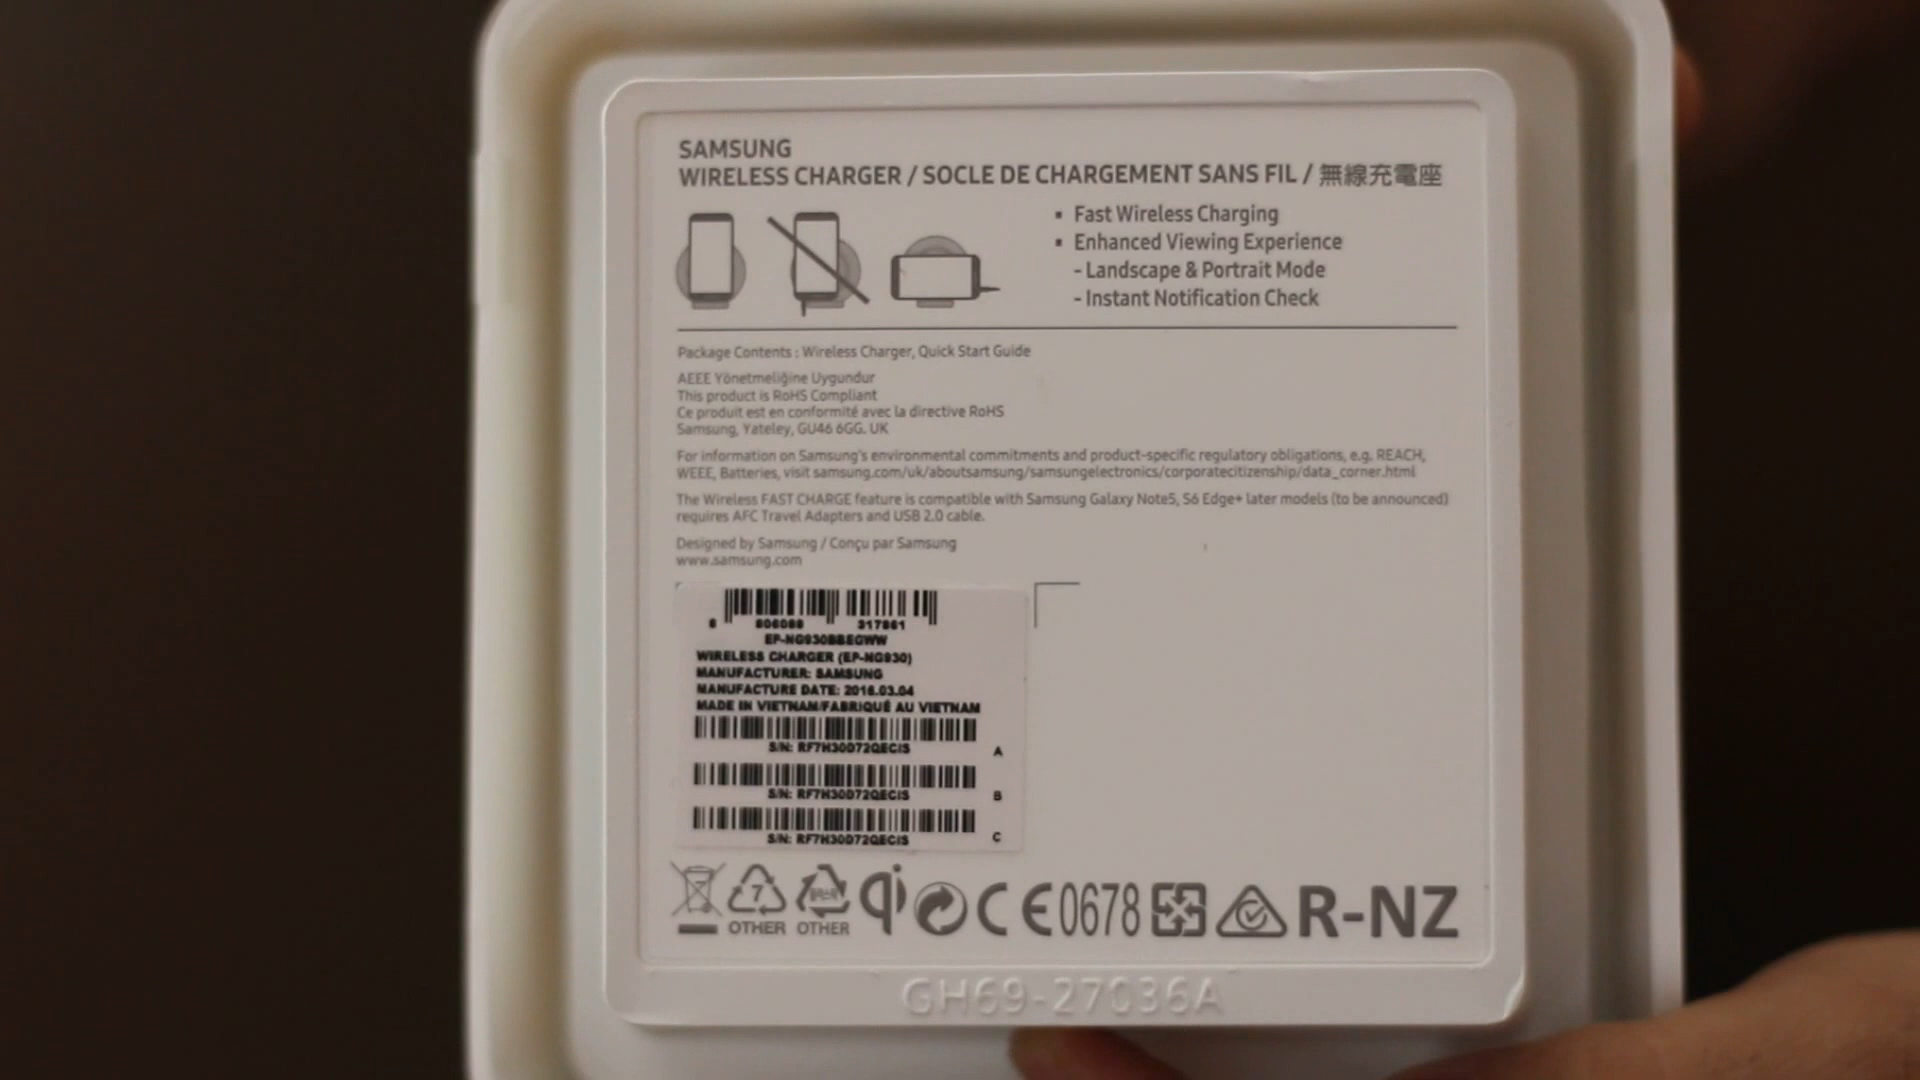 SAMSUNG
WIRELESS CHARGER / SOCLE DE CHARGEMENT SANS FIL / 無線充電座
▪ Fast Wireless Charging
▪ Enhanced Viewing Experience
- Landscape & Portrait Mode
- Instant Notification Check
Package Contents : Wireless Charger, Quick Start Guide
AEEE Yönetmeliğine Uygundur
This product is RoHS Compliant
Ce produit est en conformité avec la directive RoHS
Samsung, Yateley, GU46 6GG. UK
For information on Samsung's environmental commitments and product-specific regulatory obligations, e.g. REACH,
WEEE, Batteries, visit samsung.com/uk/aboutsamsung/samsungelectronics/corporatecitizenship/data_corner.html
The Wireless FAST CHARGE feature is compatible with Samsung Galaxy Note5, S6 Edge+ later models (to be announced)
requires AFC Travel Adapters and USB 2.0 cable.
Designed by Samsung / Conçu par Samsung
www.samsung.com
8 806088 317861
EP-NG930BBEGWW
WIRELESS CHARGER (EP-NG930)
MANUFACTURER: SAMSUNG
MANUFACTURE DATE: 2016.03.04
MADE IN VIETNAM/FABRIQUÉ AU VIETNAM
S/N: RF7H30D72QECIS A
S/N: RF7H30D72QECIS B
S/N: RF7H30D72QECIS C
7 qi CE0678 R-NZ
OTHER OTHER
GH69-27036A